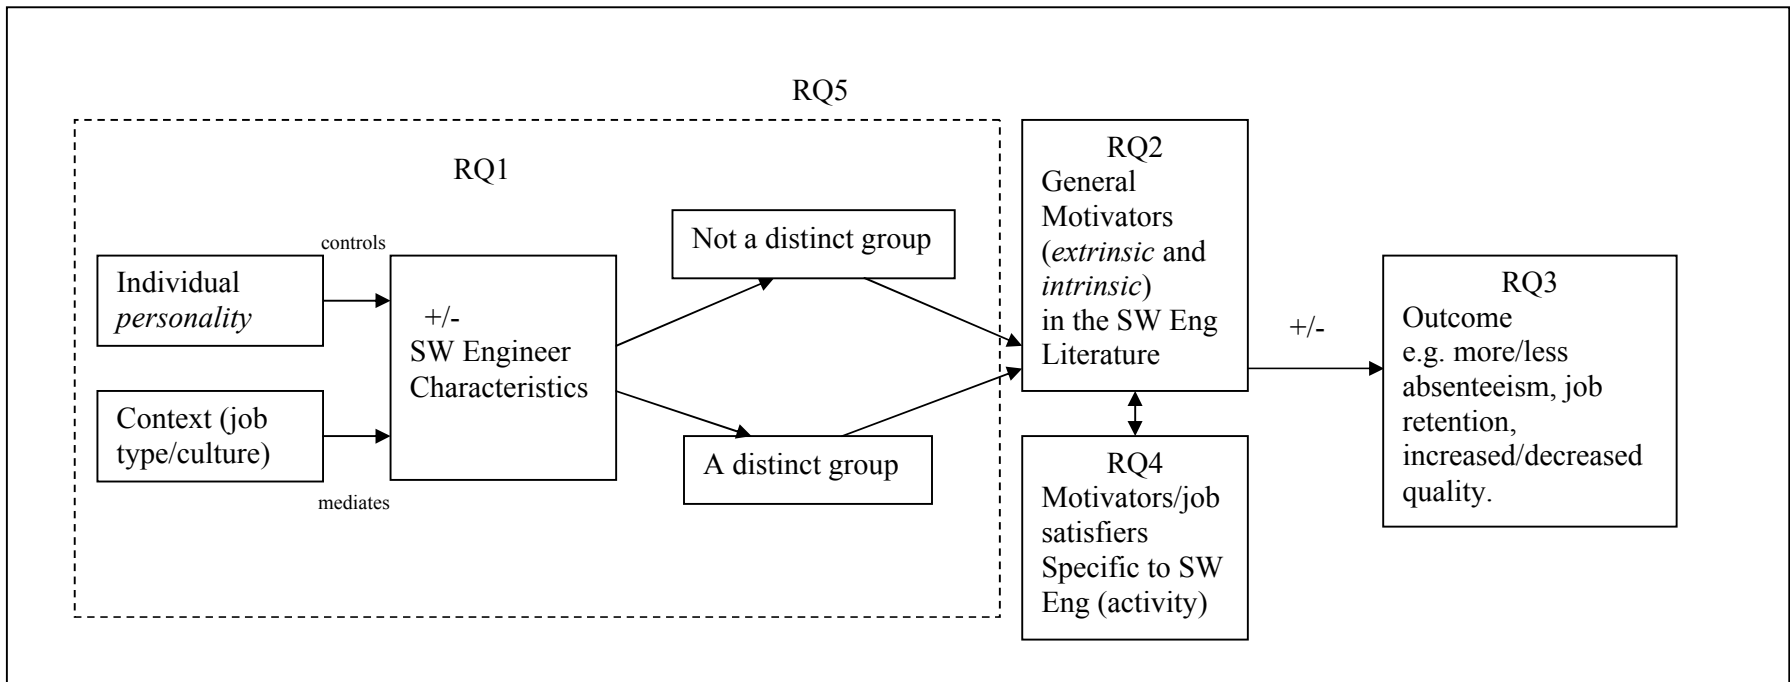 RQ5
RQ1
controls
Individual
personality
Context (job
type/culture)
mediates
+/-
SW Engineer
Characteristics
Not a distinct group
A distinct group
RQ2
General
Motivators
(extrinsic and
intrinsic)
in the SW Eng
Literature
RQ4
Motivators/job
satisfiers
Specific to SW
Eng (activity)
+/-
RQ3
Outcome
e.g. more/less
absenteeism, job
retention,
increased/decreased
quality.